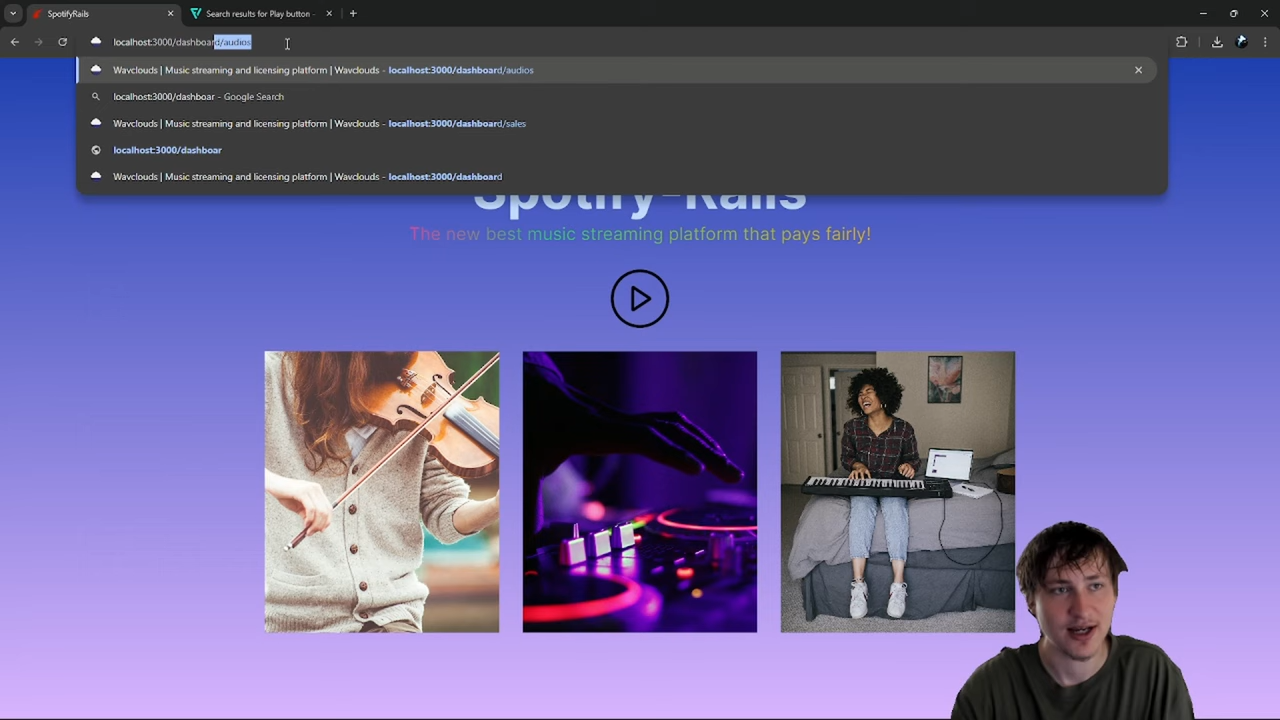 SpotifyRails
Search results for Play button -
localhost:3000/dashboard/audios
Wavclouds | Music streaming and licensing platform | Wavclouds - localhost:3000/dashboard/audios
localhost:3000/dashboar - Google Search
Wavclouds | Music streaming and licensing platform | Wavclouds - localhost:3000/dashboard/sales
localhost:3000/dashboar
Wavclouds | Music streaming and licensing platform | Wavclouds - localhost:3000/dashboard
Spotify-Rails
The new best music streaming platform that pays fairly!